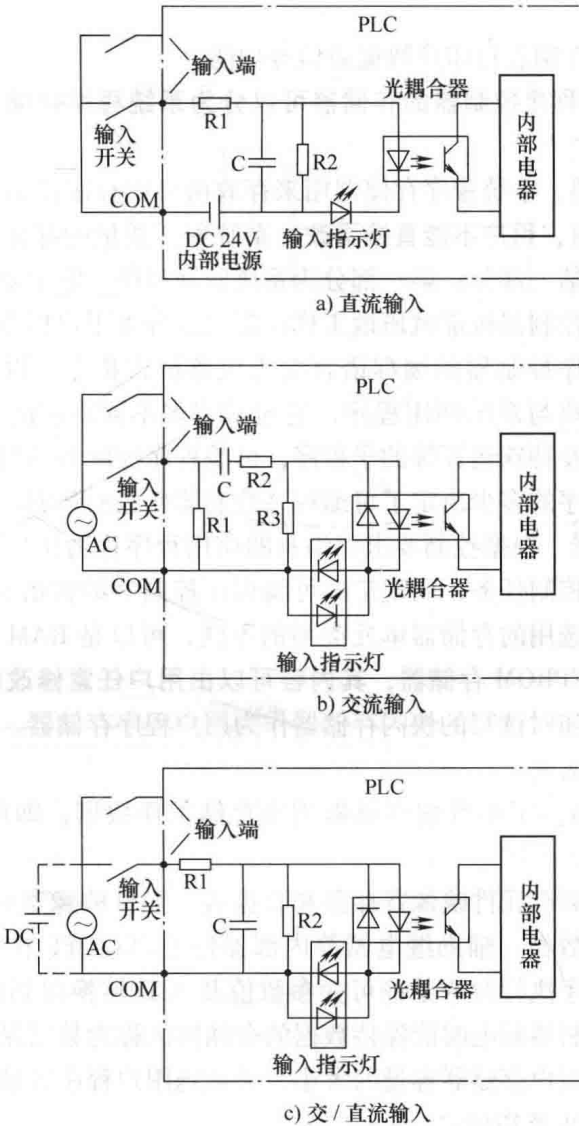 PLC
输入端
光耦合器
R1
输入
开关
C
R2
内部电器
COM
DC 24V
内部电源
输入指示灯
a) 直流输入
PLC
输入端
输入
开关
C
R2
内部电器
AC
R1
R3
COM
光耦合器
输入指示灯
b) 交流输入
PLC
输入端
R1
输入
开关
C
R2
内部电器
DC
AC
COM
光耦合器
输入指示灯
c) 交 / 直流输入